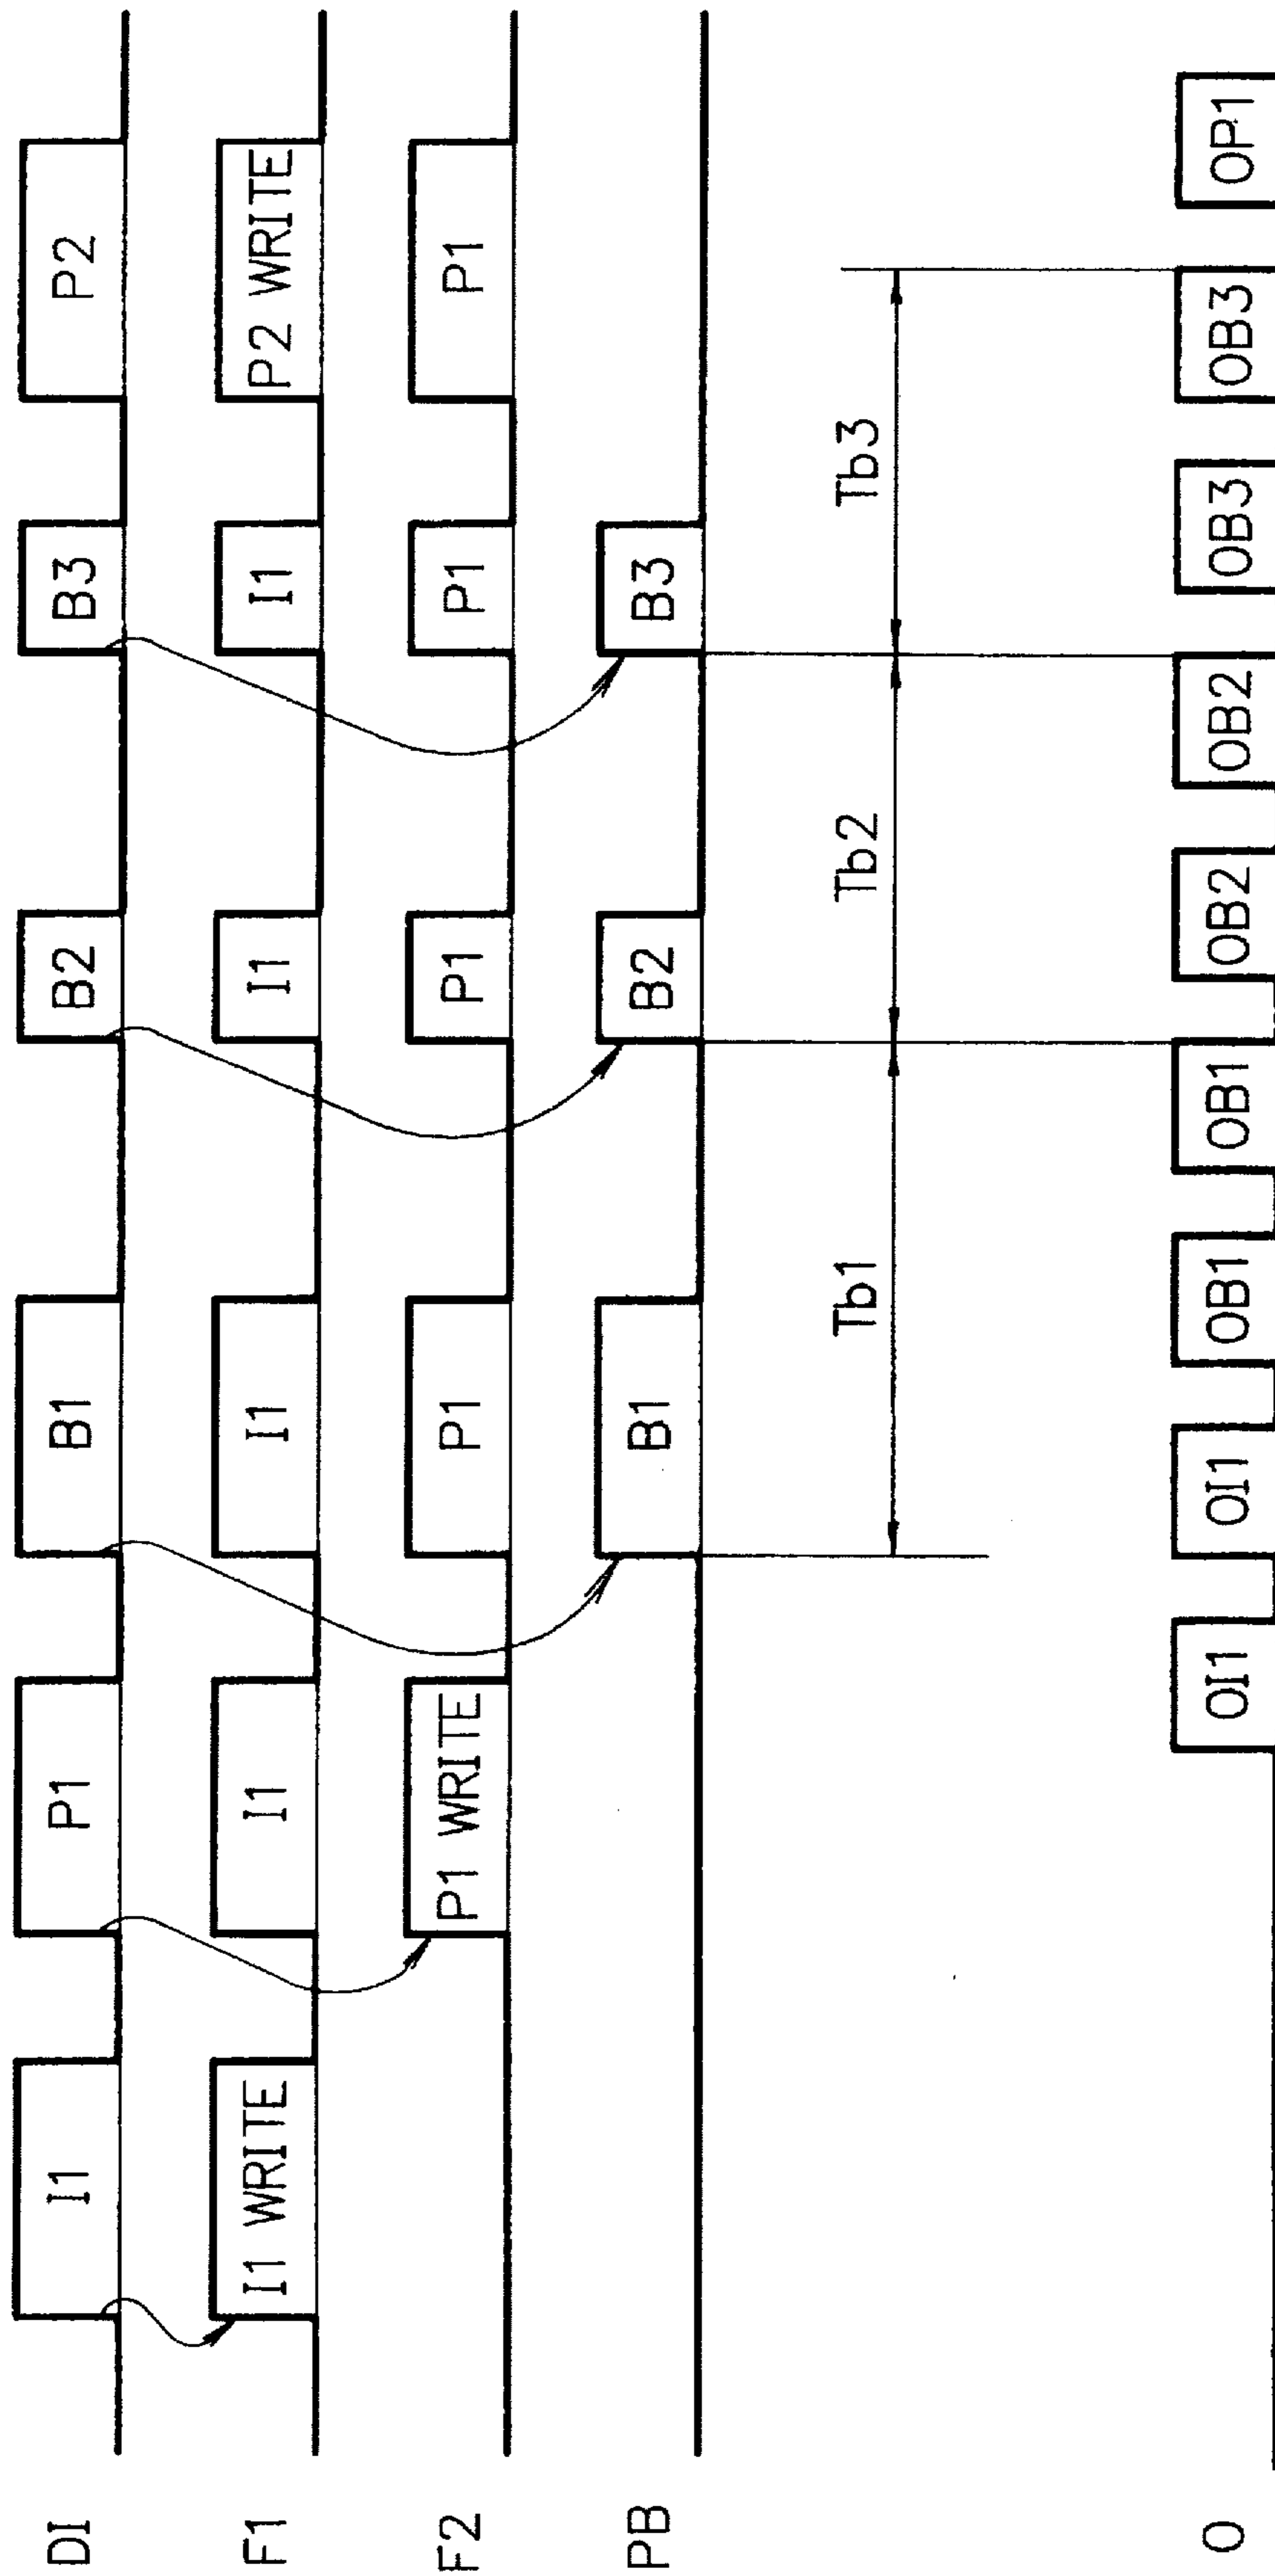 DI I1 P1 B1 B2 B3 P2
F1 I1 WRITE I1 I1 I1 I1 P2 WRITE
F2 P1 WRITE P1 P1 P1 P1
PB B1 B2 B3
Tb1 Tb2 Tb3
O OI1 OI1 OB1 OB1 OB2 OB2 OB3 OB3 OP1